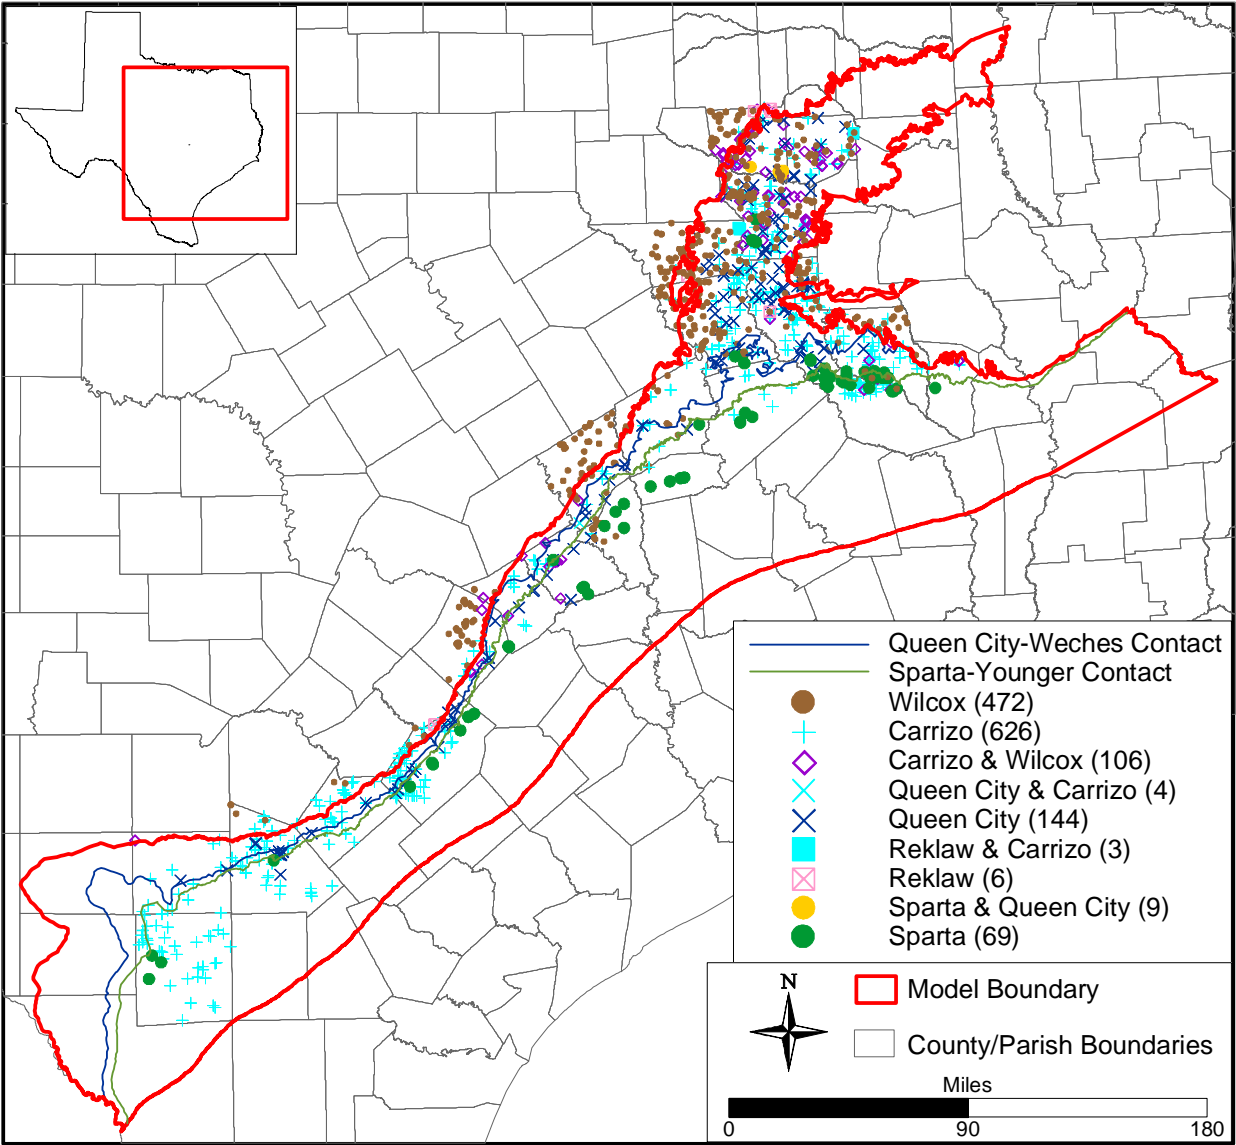 Queen City-Weches Contact
Sparta-Younger Contact
Wilcox (472)
Carrizo (626)
Carrizo & Wilcox (106)
Queen City & Carrizo (4)
Queen City (144)
Reklaw & Carrizo (3)
Reklaw (6)
Sparta & Queen City (9)
Sparta (69)
N
Model Boundary
County/Parish Boundaries
Miles
0 90 180